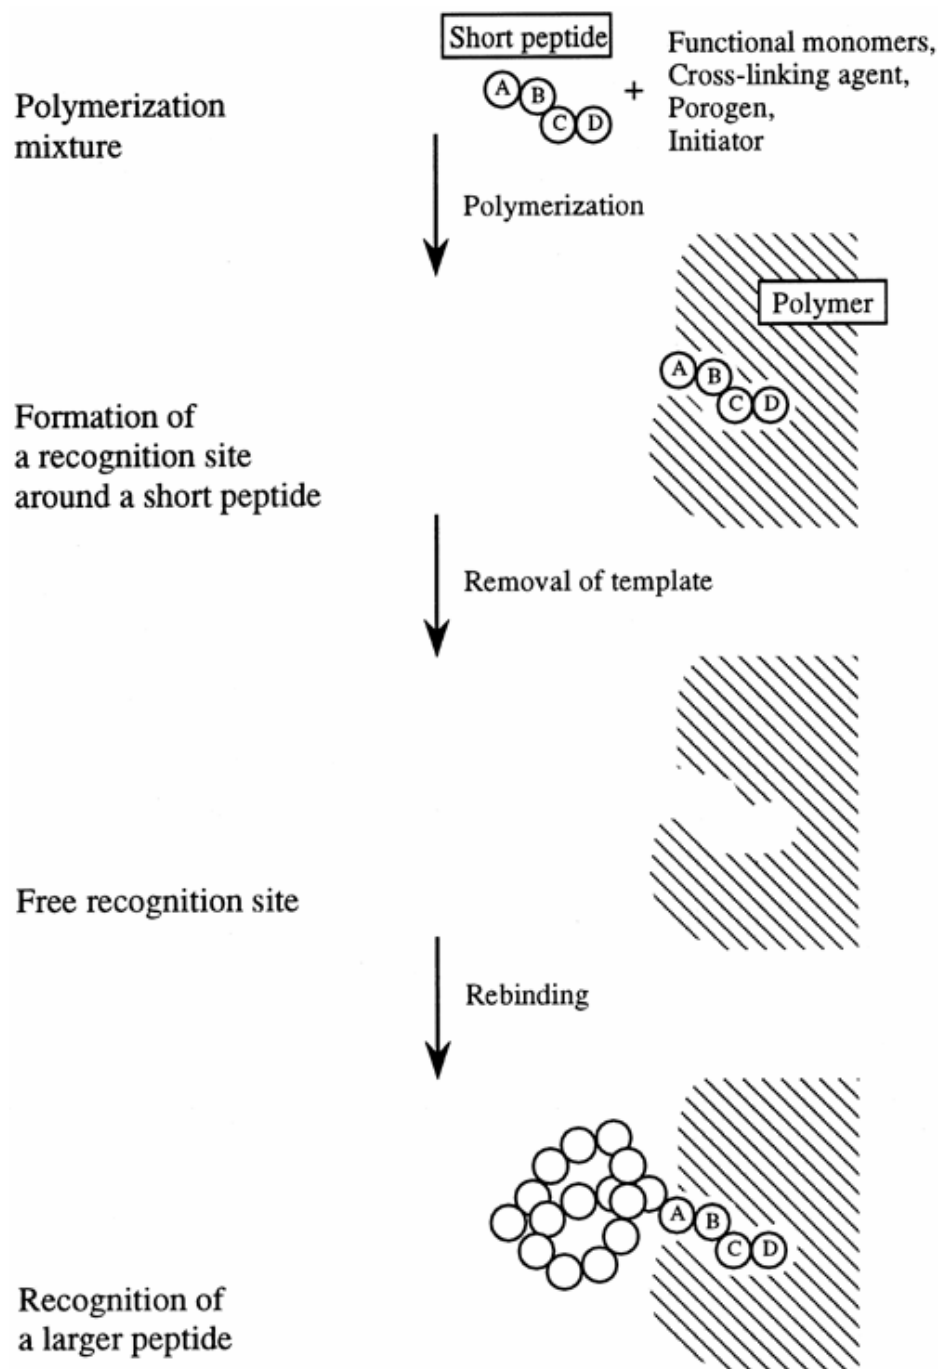 Short peptide
Functional monomers,
Cross-linking agent,
Porogen,
Initiator
A B C D +
Polymerization
mixture
Polymerization
Polymer
A B C D
Formation of
a recognition site
around a short peptide
Removal of template
Free recognition site
Rebinding
A B C D
Recognition of
a larger peptide